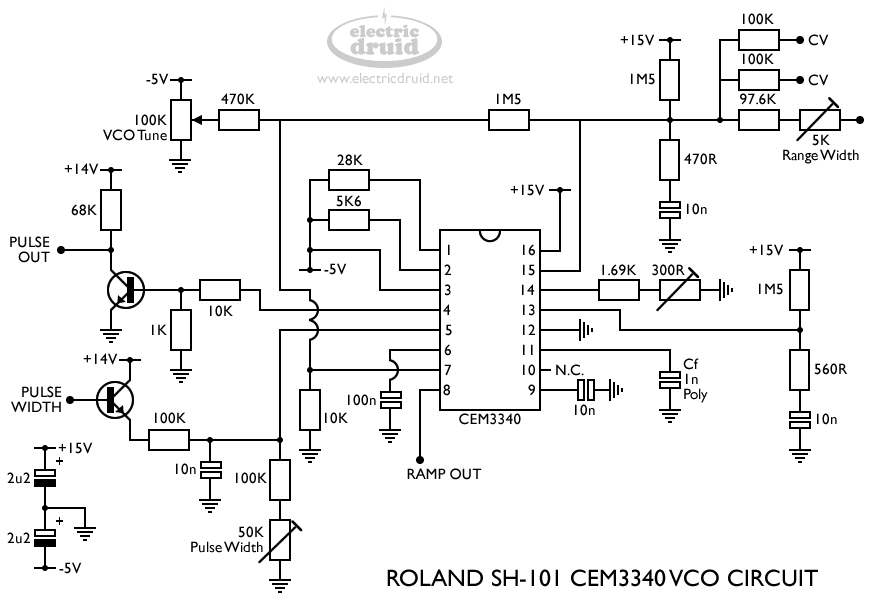 electric
druid
www.electricdruid.net
100K
CV
+15V
100K
CV
-5V
470K
1M5
1M5
97.6K
100K
VCO Tune
5K
Range Width
28K
470R
+14V
+15V
5K6
10n
68K
PULSE
OUT
-5V
1 16
2 15
3 14
4 13
5 12
6 11
7 10
8 9
CEM3340
1.69K
300R
+15V
1M5
10K
1K
+14V
N.C.
Cf
1n
Poly
560R
PULSE
WIDTH
100n
10n
100K
10K
10n
+15V
+
10n
100K
RAMP OUT
2u2
+
2u2
50K
Pulse Width
-5V
ROLAND SH-101 CEM3340 VCO CIRCUIT